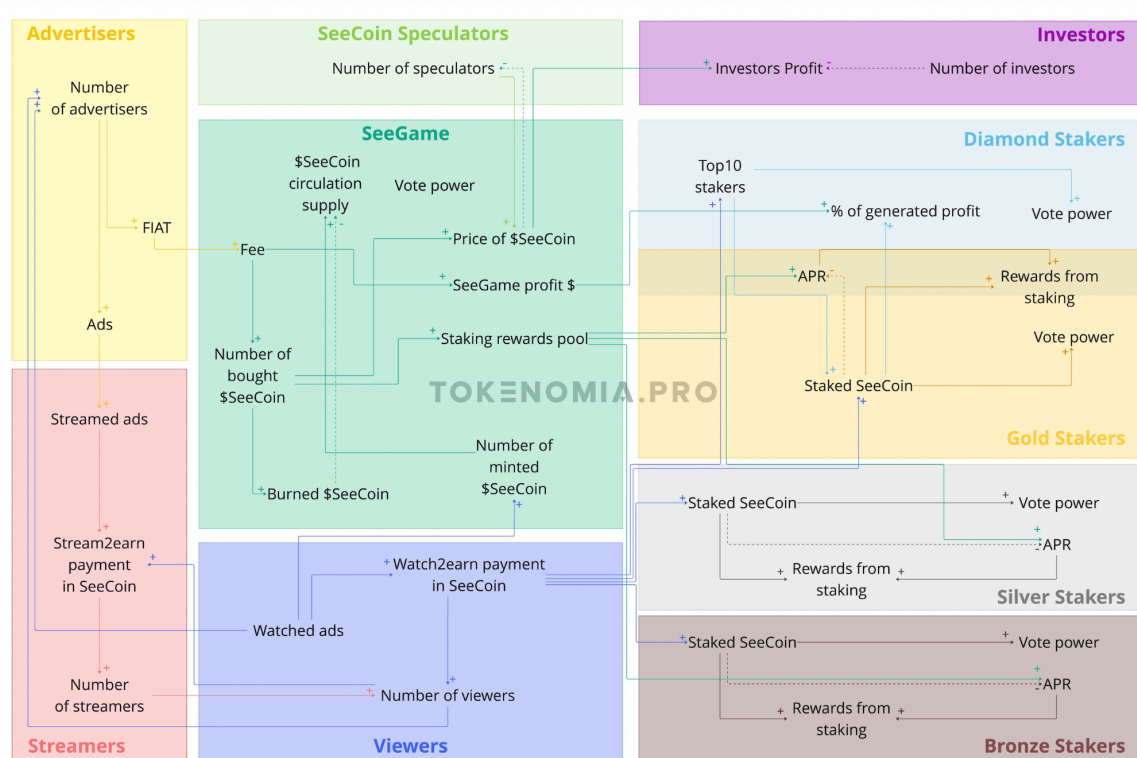 Advertisers
Number
of advertisers
FIAT
Ads
SeeCoin Speculators
Number of speculators
Investors
Investors Profit
Number of investors
SeeGame
$SeeCoin
circulation
supply
Vote power
Price of $SeeCoin
Fee
SeeGame profit $
Staking rewards pool
Number of
bought
$SeeCoin
Number of
minted
$SeeCoin
Burned $SeeCoin
TOKENOMIA.PRO
Diamond Stakers
Top10
stakers
% of generated profit
Vote power
APR
Rewards from
staking
Vote power
Staked SeeCoin
Gold Stakers
Streamed ads
Stream2earn
payment
in SeeCoin
Number
of streamers
Streamers
Watch2earn payment
in SeeCoin
Watched ads
Number of viewers
Viewers
Staked SeeCoin
Vote power
APR
Rewards from
staking
Silver Stakers
Staked SeeCoin
Vote power
APR
Rewards from
staking
Bronze Stakers